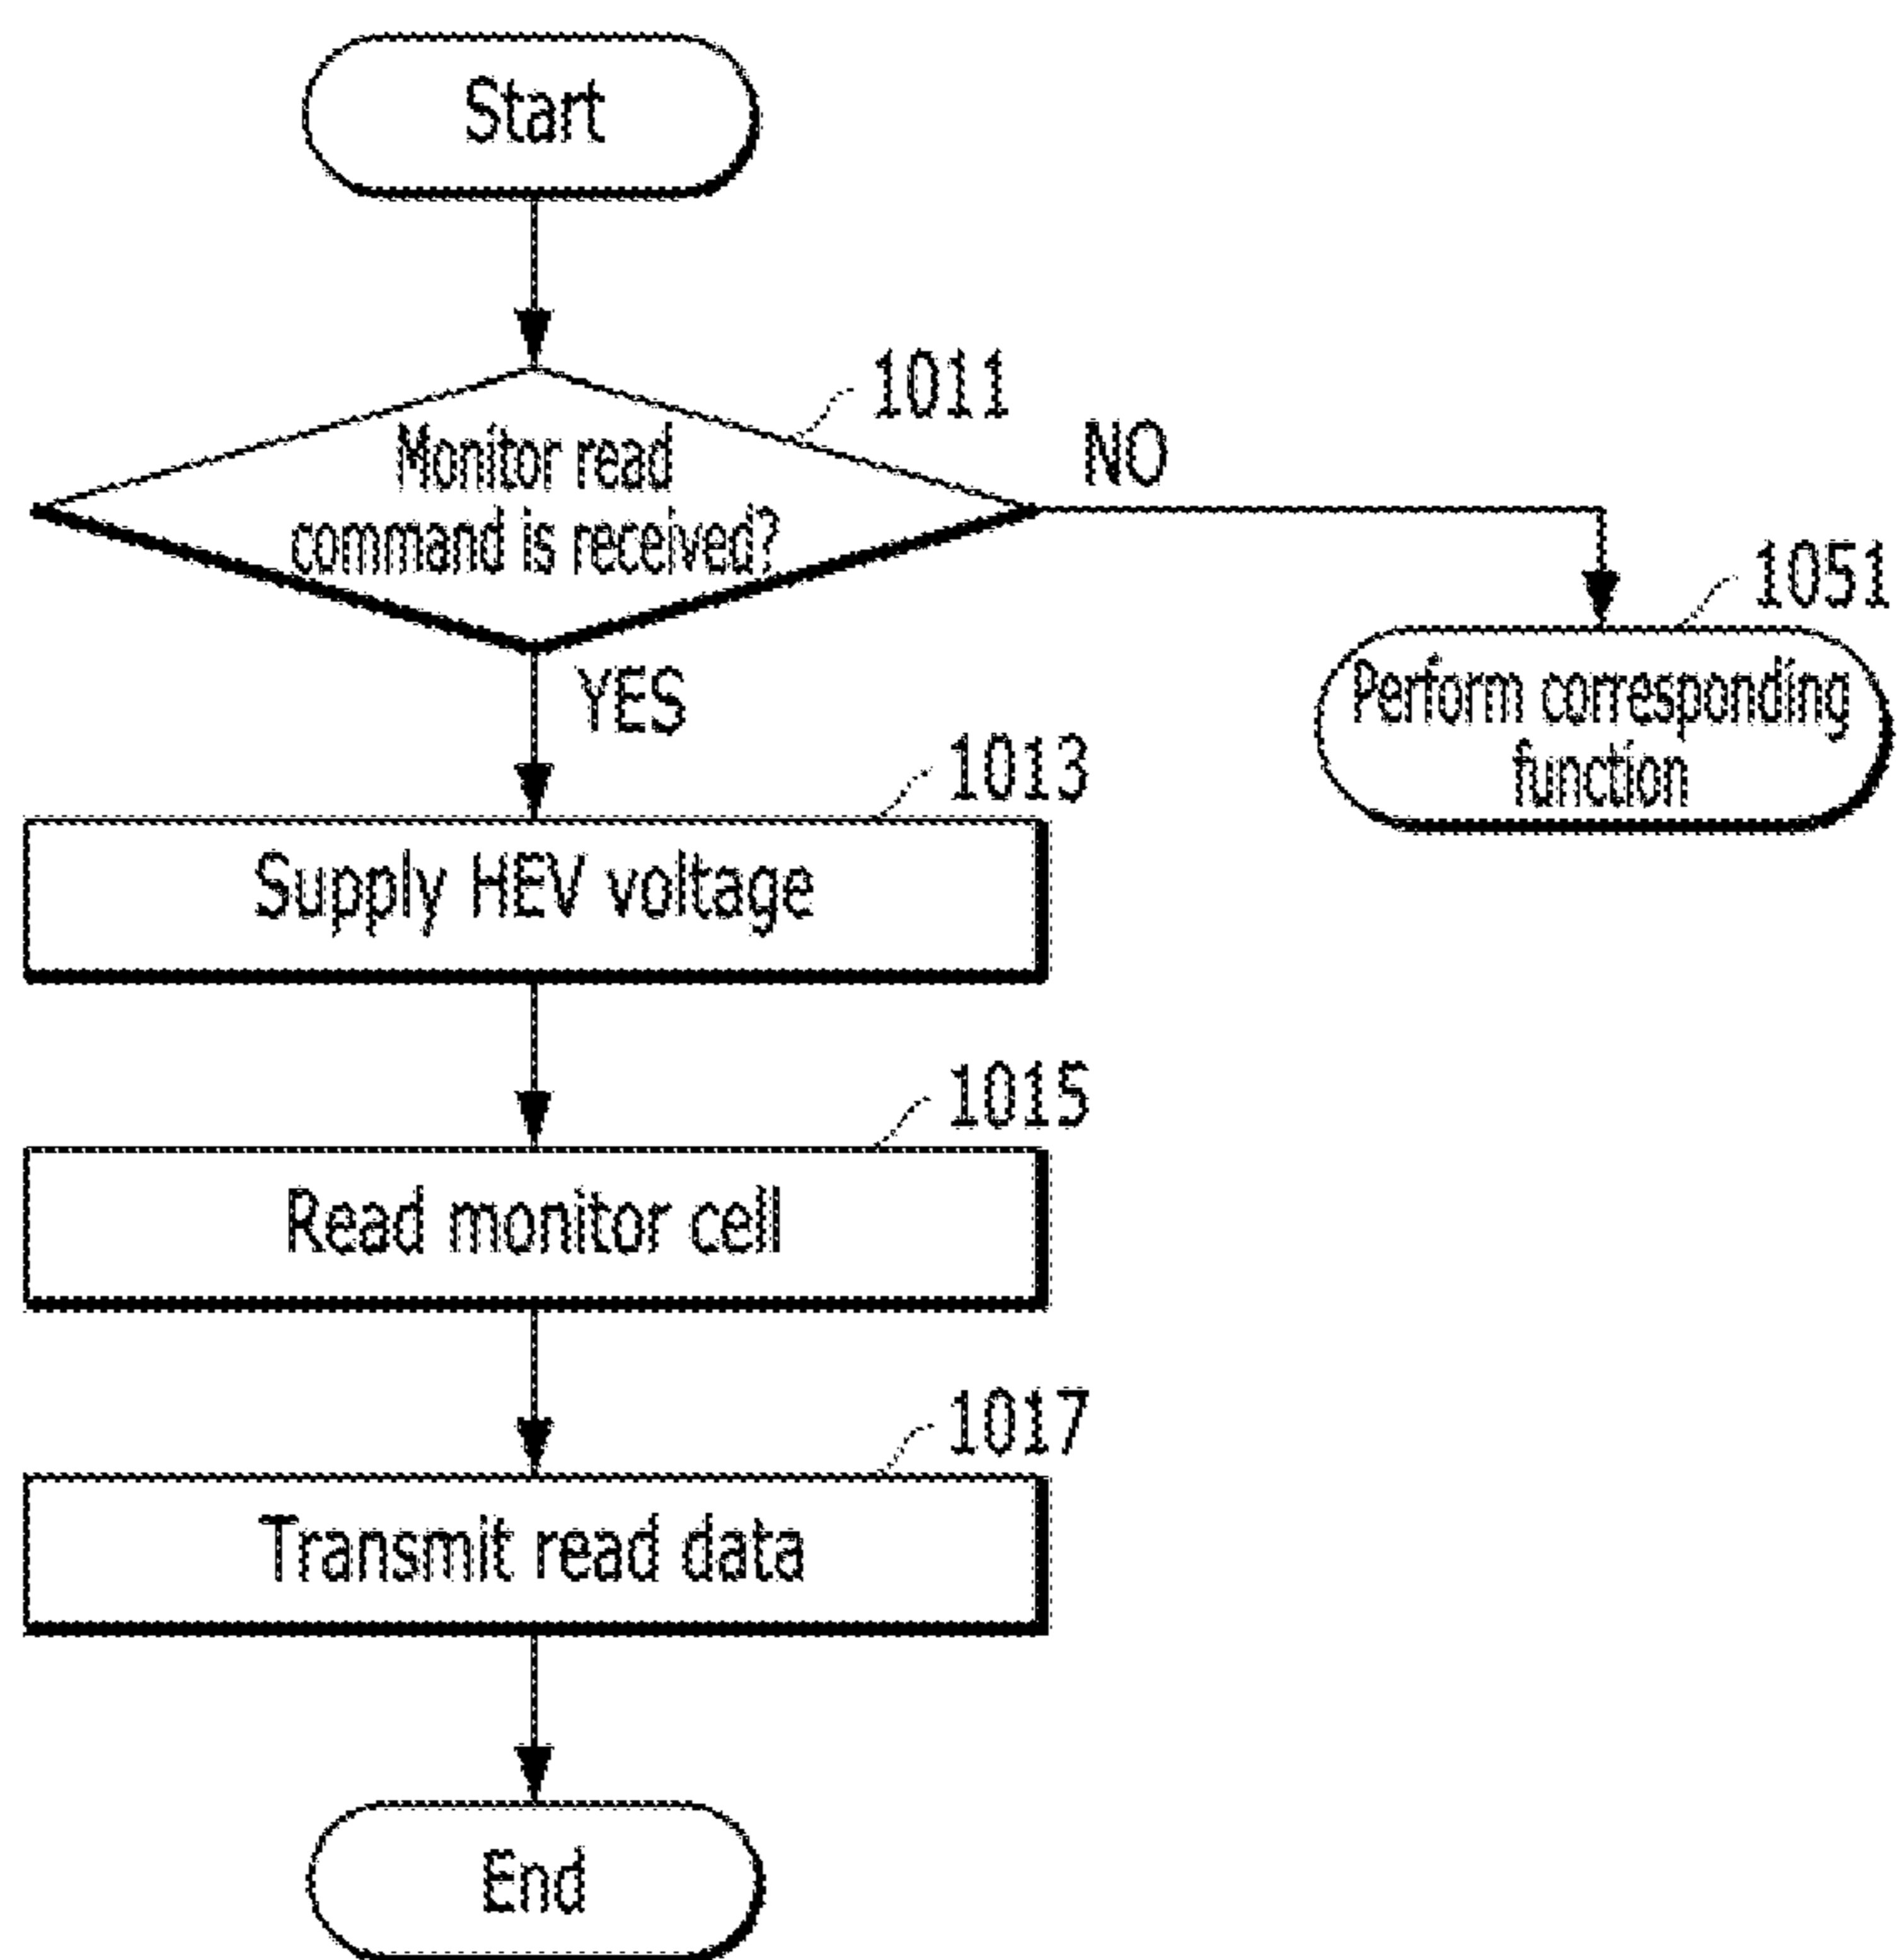 Start
1011
Monitor read
command is received?
NO
1051
Perform corresponding
function
YES
1013
Supply HEV voltage
1015
Read monitor cell
1017
Transmit read data
End